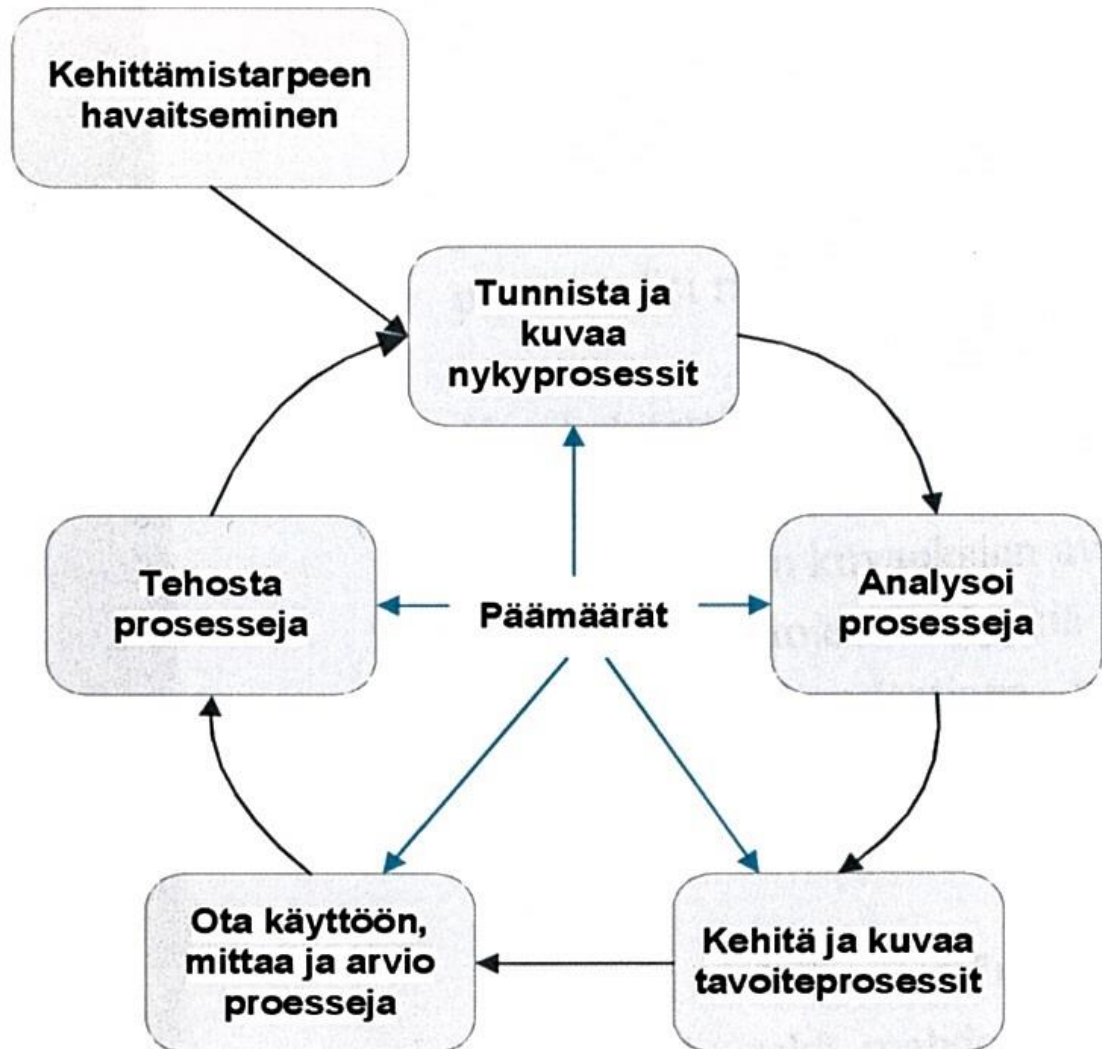 Kehittämistarpeen
havaitseminen
Tunnista ja
kuvaa
nykyprosessit
Analysoi
prosesseja
Kehitä ja kuvaa
tavoiteprosessit
Ota käyttöön,
mittaa ja arvio
proesseja
Tehosta
prosesseja
Päämäärät